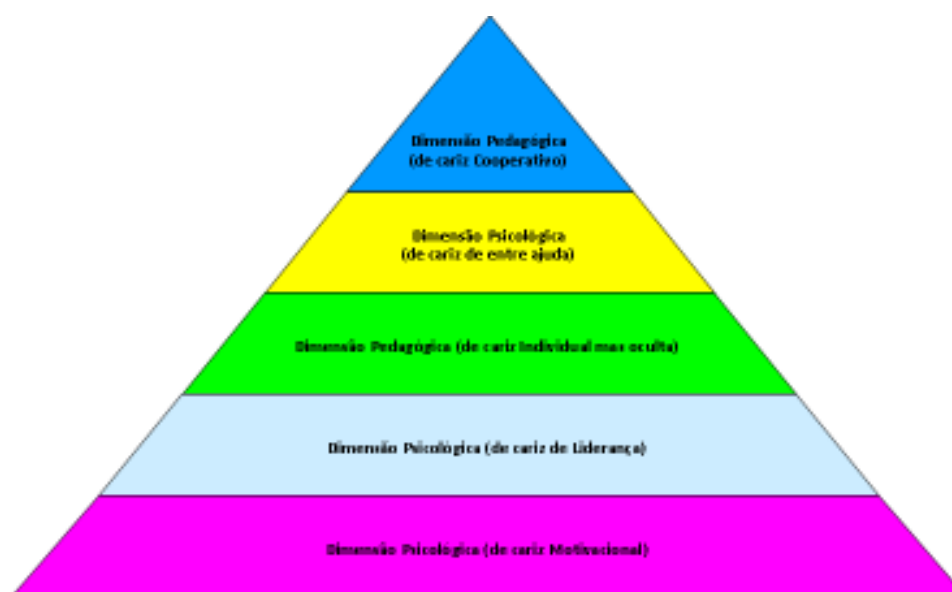 Dimensão Pedagógica
(de cariz Cooperativo)
Dimensão Psicológica
(de cariz de entre ajuda)
Dimensão Pedagógica (de cariz Individual mas oculta)
Dimensão Psicológica (de cariz de Liderança)
Dimensão Psicológica (de cariz Motivacional)